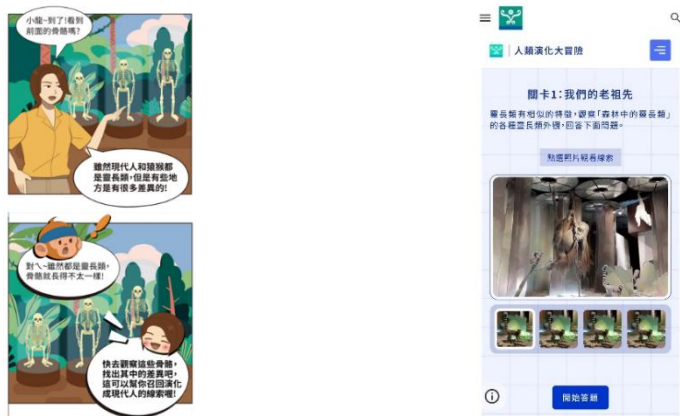 小龍~到了!看到
前面的骨骼嗎?
雖然現代人和猿猴都
是靈長類,但是有些地
方是有很多差異的!
對ㄟ~雖然都是靈長類,
骨骼就長得不太一樣!
快去觀察這些骨骼,
找出其中的差異吧,
這可以幫你召回演化
成現代人的線索喔!
人類演化大冒險
關卡1:我們的老祖先
靈長類有相似的特徵,觀察「森林中的靈長類」
的各種靈長類外觀,回答下面問題。
點選照片觀看線索
開始答題